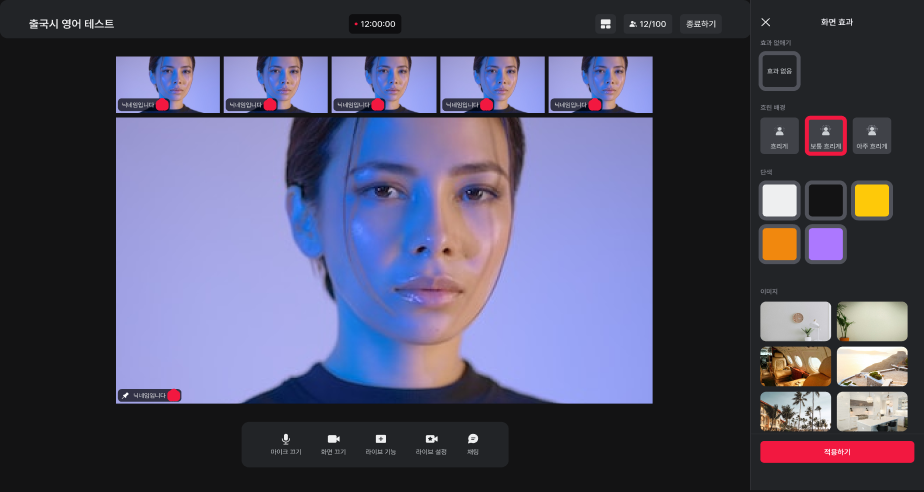 출국시 영어 테스트
12:00:00
12/100
종료하기
닉네임입니다
닉네임입니다
닉네임입니다
닉네임입니다
닉네임입니다
닉네임입니다
마이크 끄기
화면 끄기
라이브 기능
라이브 설정
채팅
화면 효과
효과 없애기
효과 없음
흐린 배경
흐리게
보통 흐리게
아주 흐리게
단색
이미지
적용하기